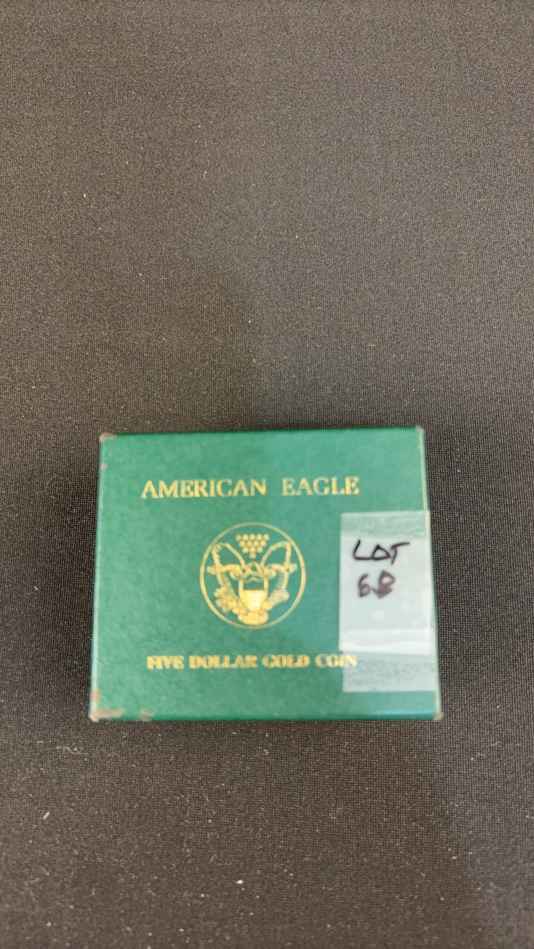 AMERICAN EAGLE
LOT
68
FIVE DOLLAR GOLD COIN